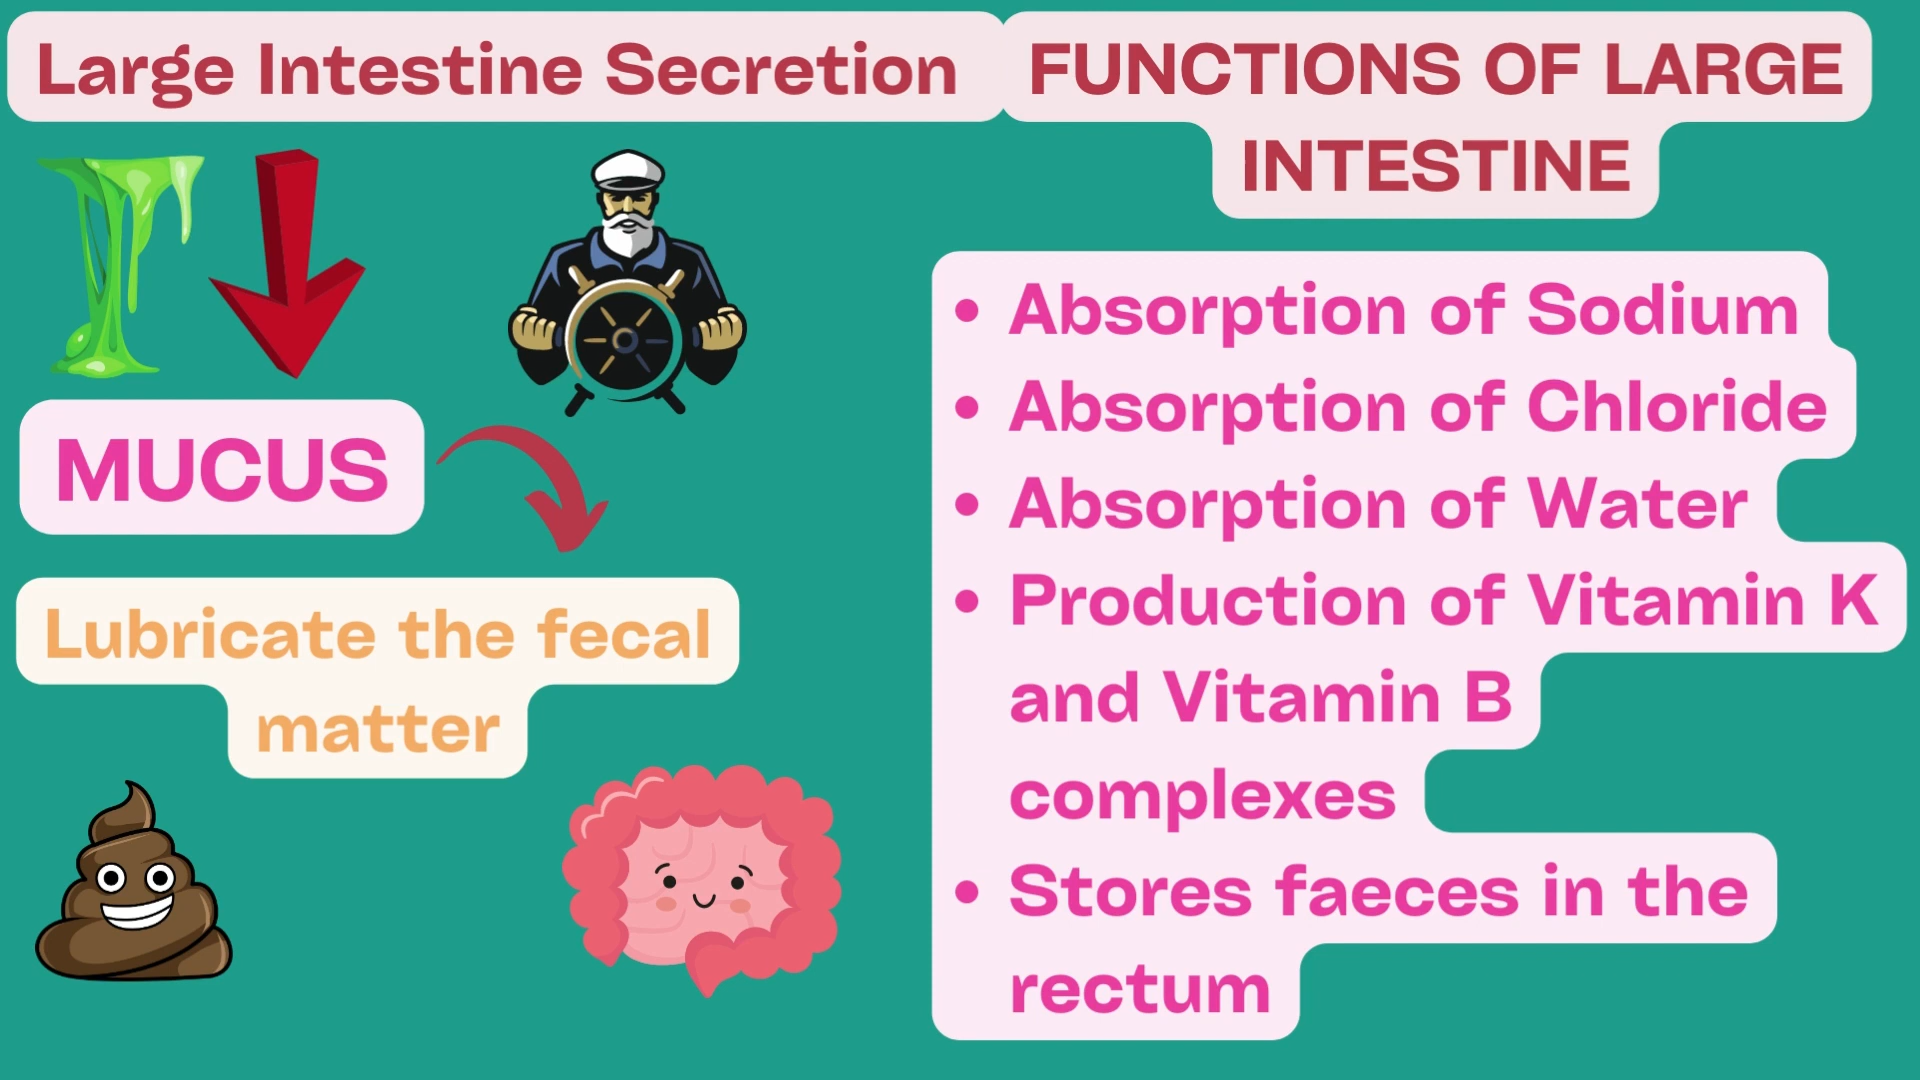 Large Intestine Secretion
MUCUS
Lubricate the fecal
matter
FUNCTIONS OF LARGE
INTESTINE
• Absorption of Sodium
• Absorption of Chloride
• Absorption of Water
• Production of Vitamin K
and Vitamin B
complexes
• Stores faeces in the
rectum